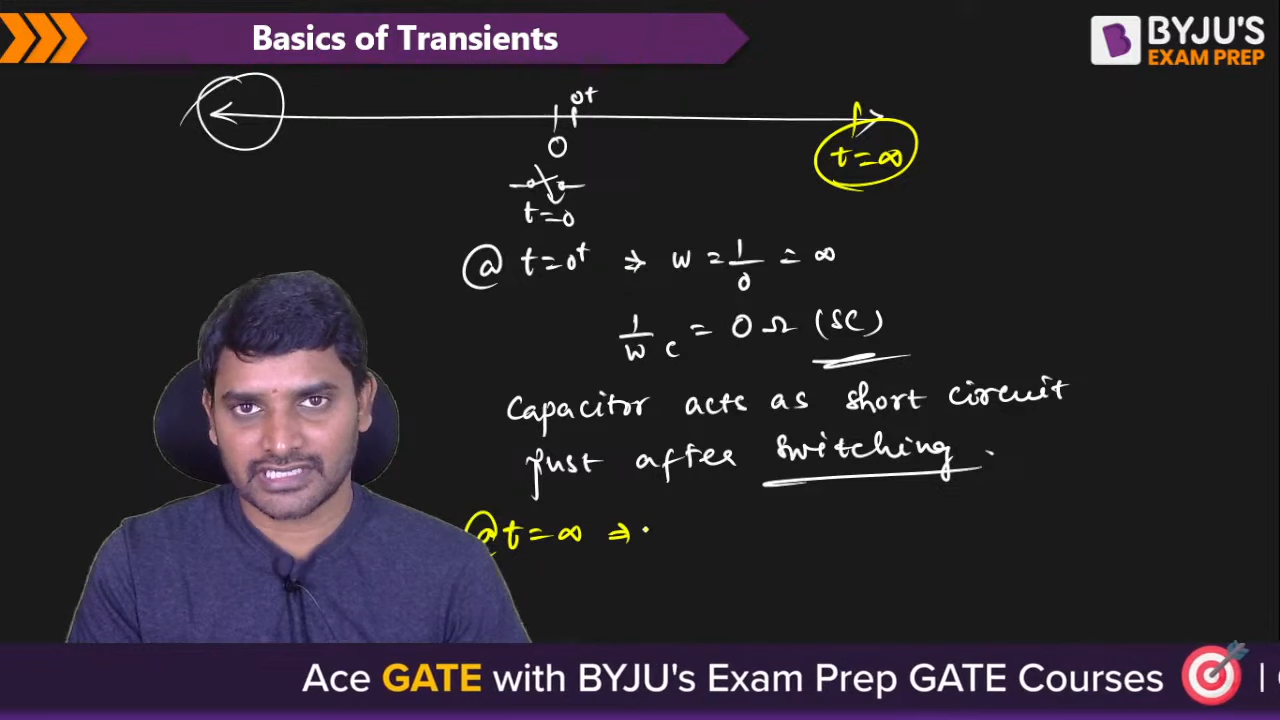 Basics of Transients
BYJU'S
EXAM PREP
0+
0
t=∞
t=0
@ t=0+ ⇒ w = 1/0 = ∞
1/w c = 0 Ω (SC)
Capacitor acts as short circuit
just after switching.
@t=∞ ⇒
Ace GATE with BYJU's Exam Prep GATE Courses